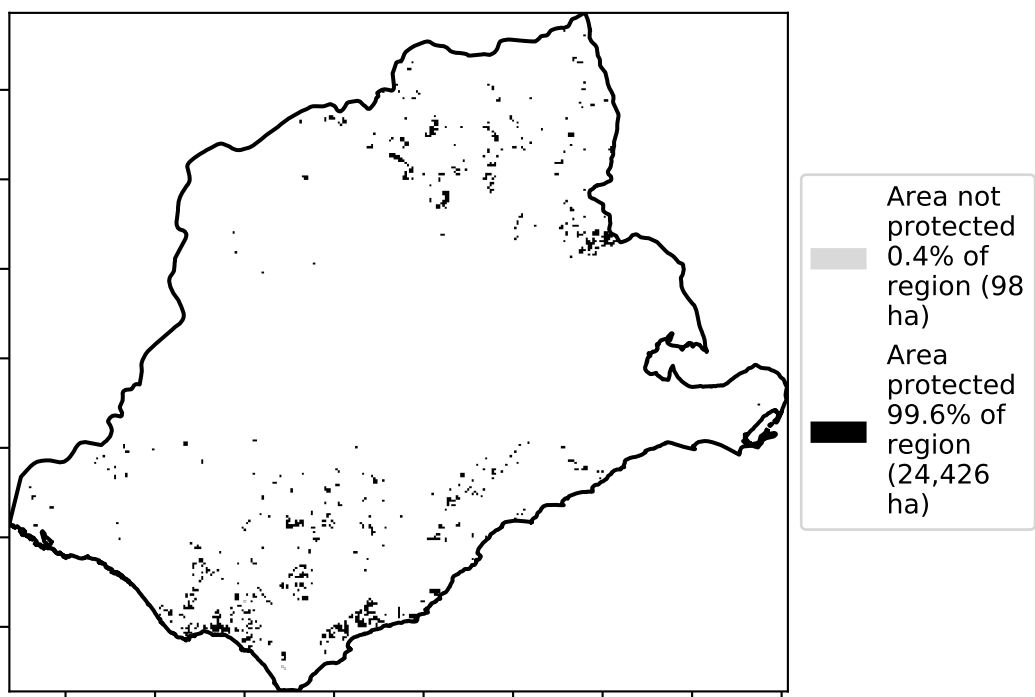 Area not
protected
0.4% of
region (98
ha)
Area
protected
99.6% of
region
(24,426
ha)